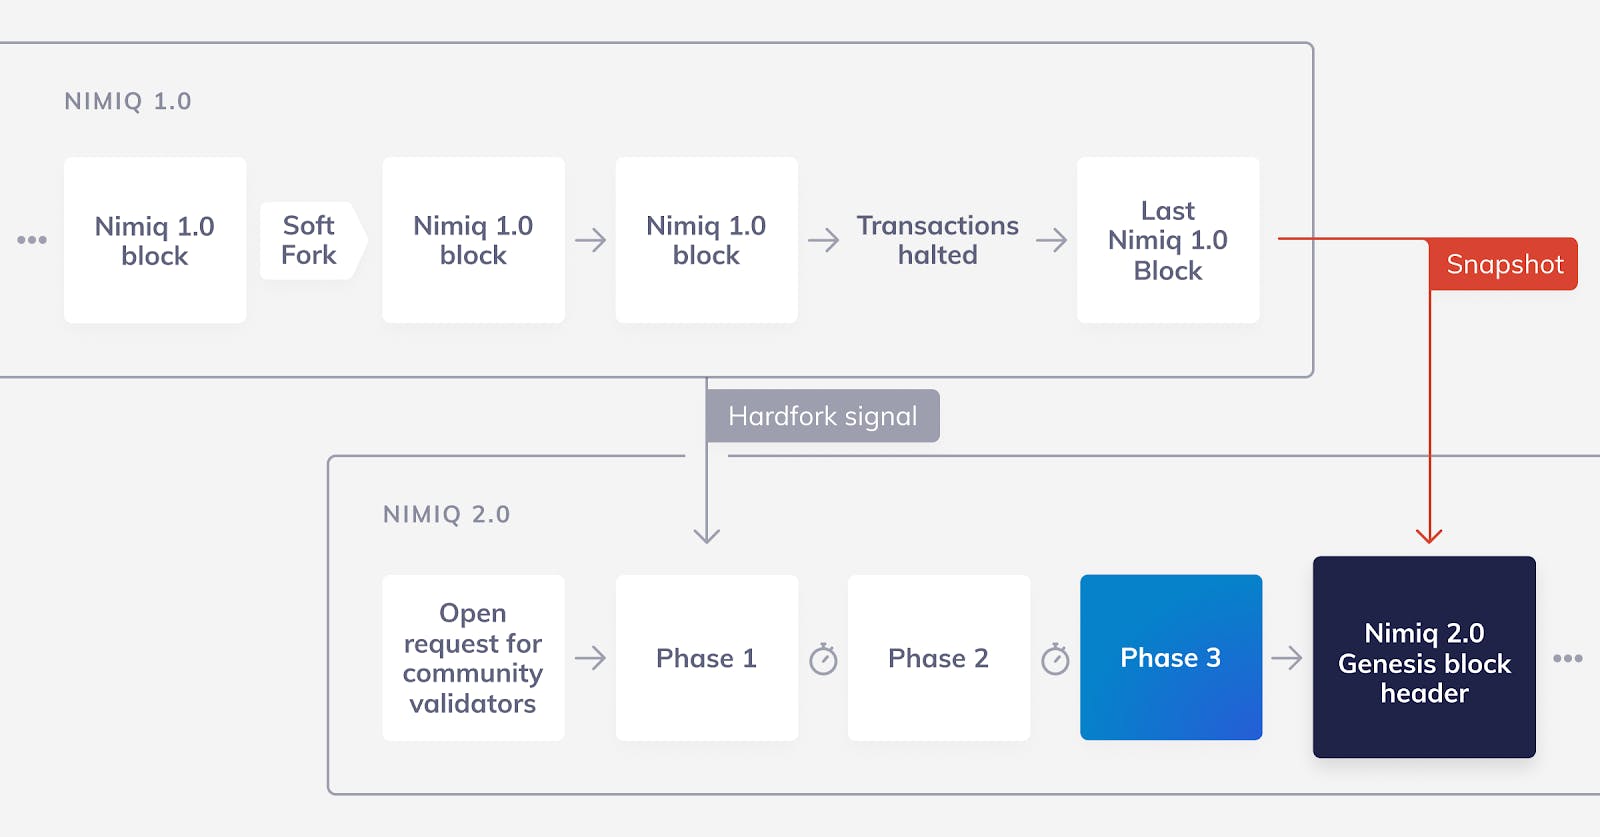 NIMIQ 1.0
Nimiq 1.0
block
Soft
Fork
Nimiq 1.0
block
Nimiq 1.0
block
Transactions
halted
Last
Nimiq 1.0
Block
Snapshot
Hardfork signal
NIMIQ 2.0
Open
request for
community
validators
Phase 1
Phase 2
Phase 3
Nimiq 2.0
Genesis block
header